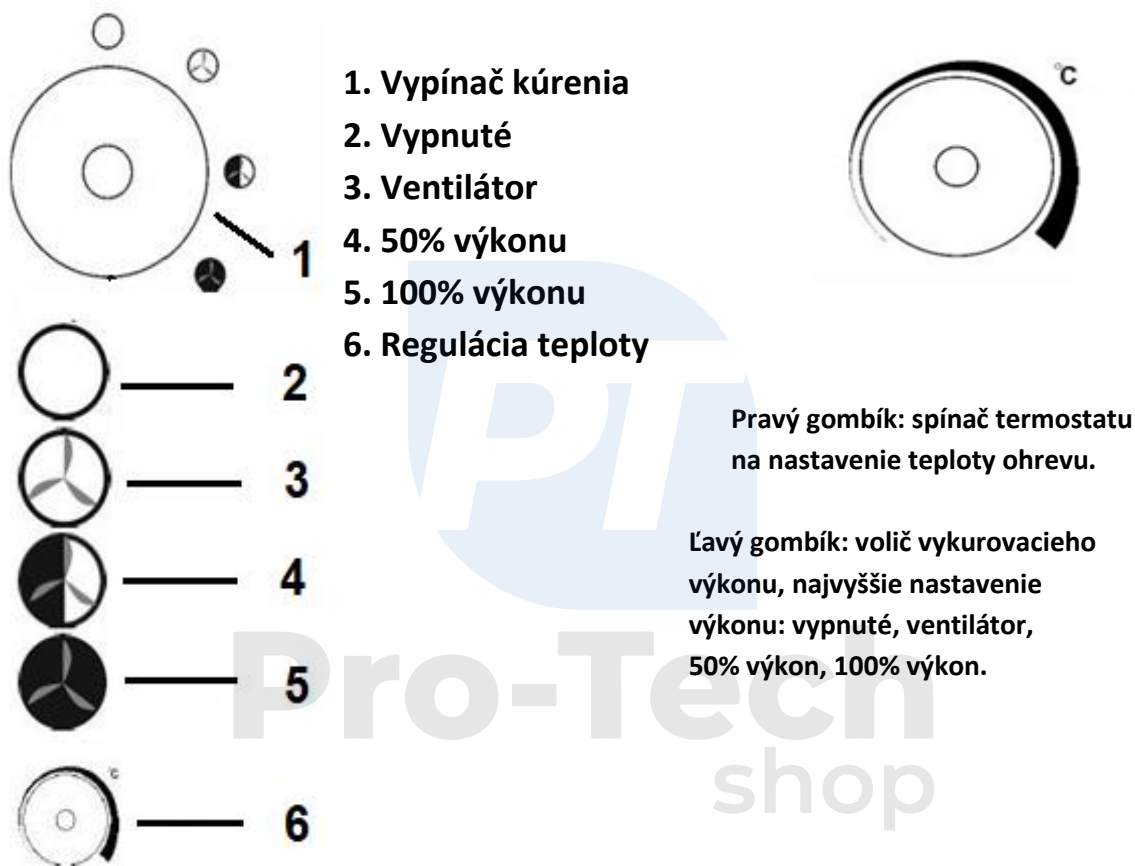 1. Vypínač kúrenia
2. Vypnuté
3. Ventilátor
4. 50% výkonu
5. 100% výkonu
6. Regulácia teploty
°C
1
2
3
4
5
°C
6
Pravý gombík: spínač termostatu
na nastavenie teploty ohrevu.
Ľavý gombík: volič vykurovacieho
výkonu, najvyššie nastavenie
výkonu: vypnuté, ventilátor,
50% výkon, 100% výkon.
PT
Pro-Tech
shop